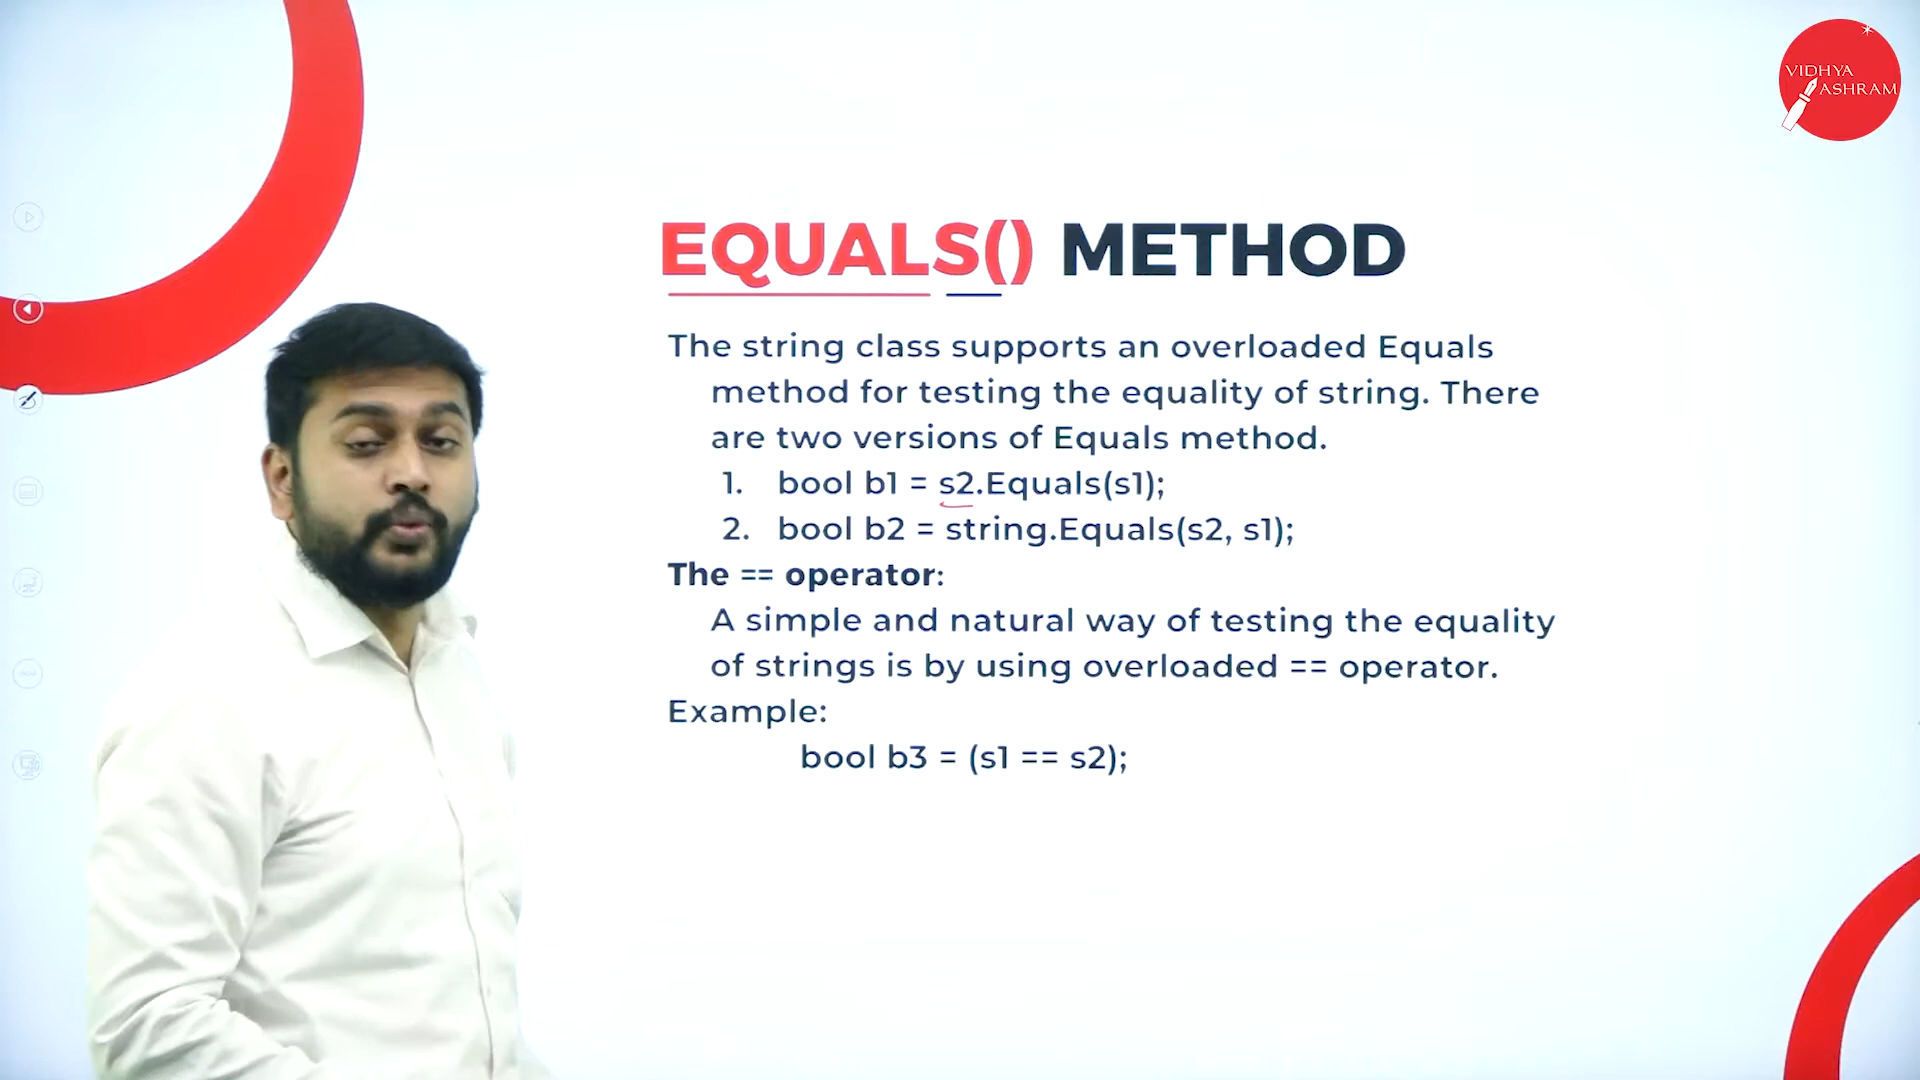 VIDHYA
ASHRAM
EQUALS() METHOD
The string class supports an overloaded Equals
method for testing the equality of string. There
are two versions of Equals method.
1. bool b1 = s2.Equals(s1);
2. bool b2 = string.Equals(s2, s1);
The == operator:
A simple and natural way of testing the equality
of strings is by using overloaded == operator.
Example:
bool b3 = (s1 == s2);